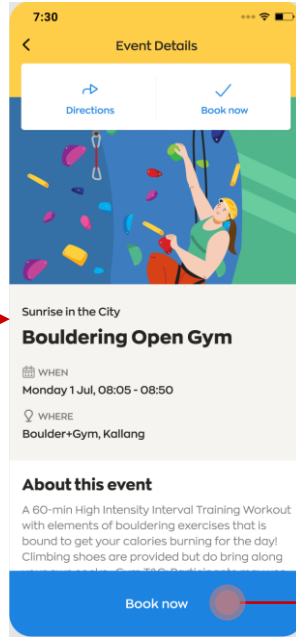 7:30
Event Details
Directions
Book now
Sunrise in the City
Bouldering Open Gym
WHEN
Monday 1 Jul, 08:05 - 08:50
WHERE
Boulder+Gym, Kallang
About this event
A 60-min High Intensity Interval Training Workout
with elements of bouldering exercises that is
bound to get your calories burning for the day!
Climbing shoes are provided but do bring along
Book now